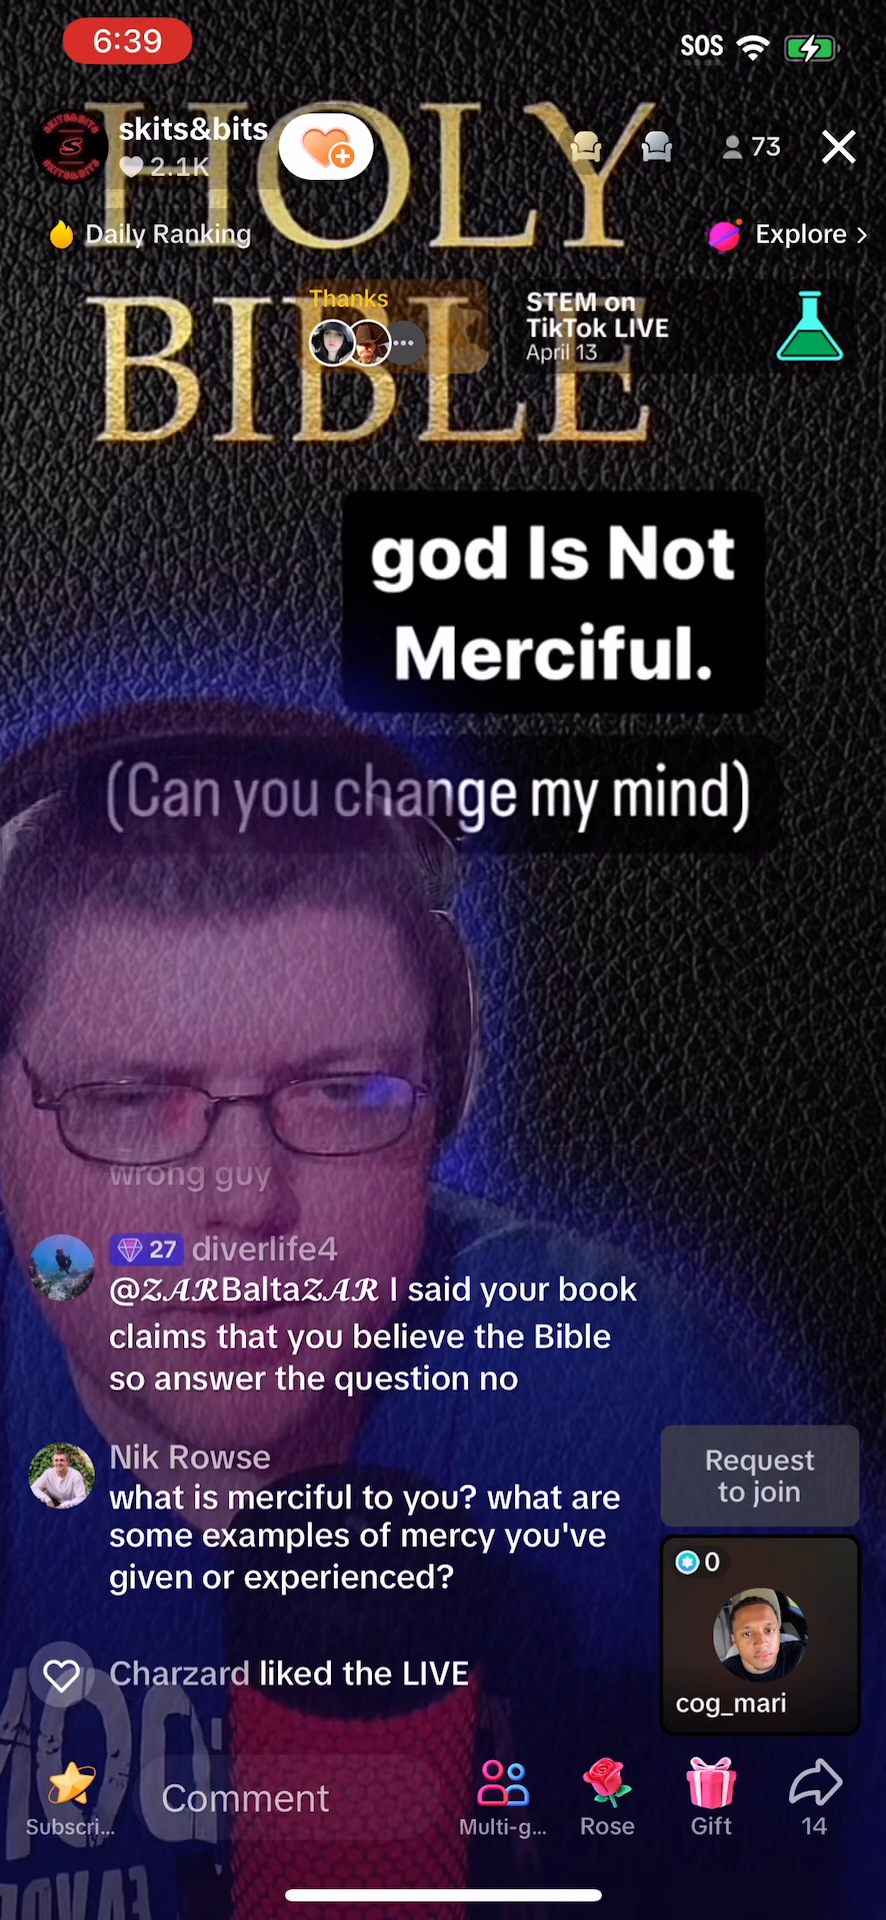 6:39
SOS
HOLY
BIBLE
skits&bits
2.1K
73
Daily Ranking
Explore >
Thanks
STEM on
TikTok LIVE
April 13
god Is Not
Merciful.
(Can you change my mind)
wrong guy
27 diverlife4
@𝓩𝓐𝓡Balta𝓩𝓐𝓡 I said your book
claims that you believe the Bible
so answer the question no
Nik Rowse
what is merciful to you? what are
some examples of mercy you've
given or experienced?
Request
to join
0
cog_mari
Charzard liked the LIVE
Comment
Subscri...
Multi-g...
Rose
Gift
14